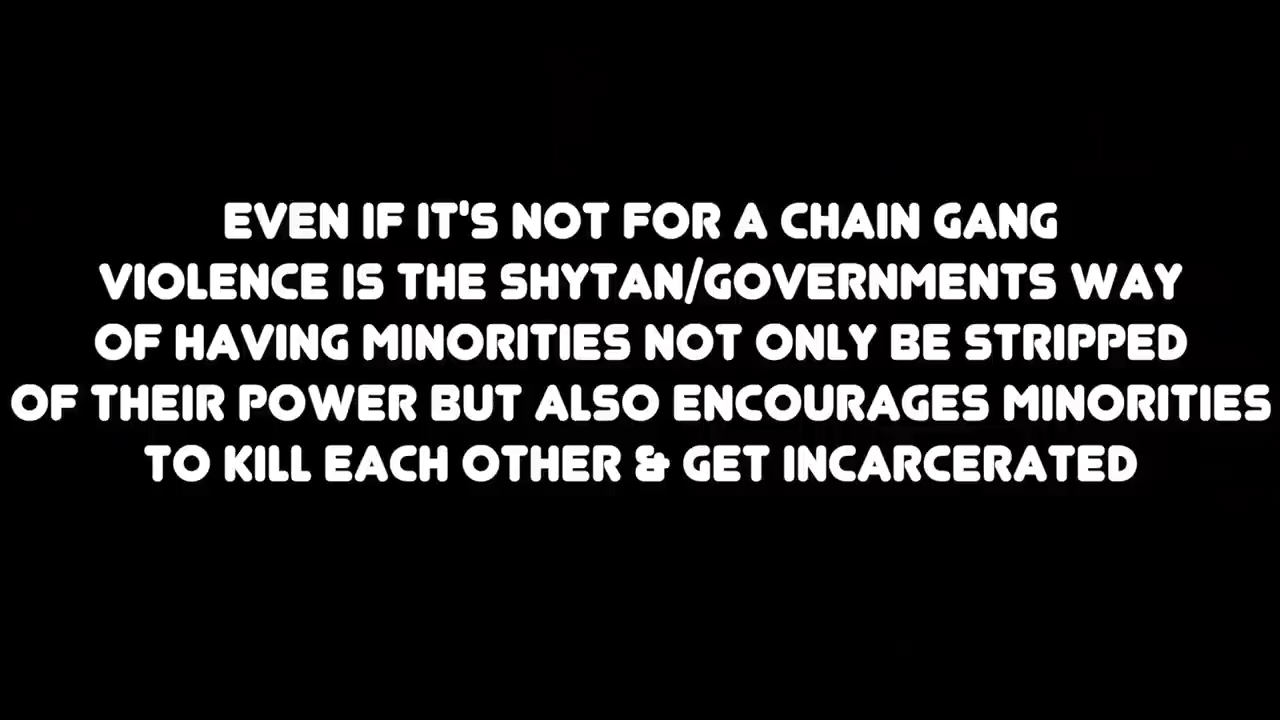 EVEN IF IT'S NOT FOR A CHAIN GANG
VIOLENCE IS THE SHYTAN/GOVERNMENTS WAY
OF HAVING MINORITIES NOT ONLY BE STRIPPED
OF THEIR POWER BUT ALSO ENCOURAGES MINORITIES
TO KILL EACH OTHER & GET INCARCERATED